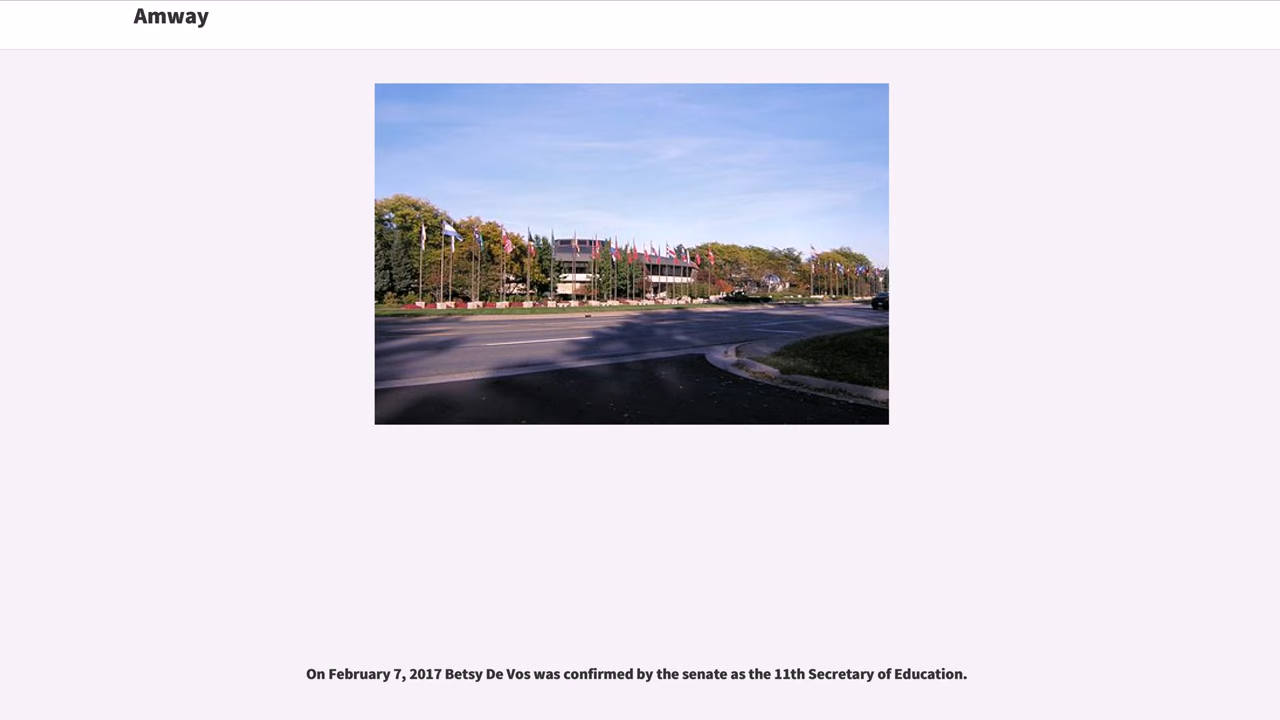 Amway
On February 7, 2017 Betsy De Vos was confirmed by the senate as the 11th Secretary of Education.